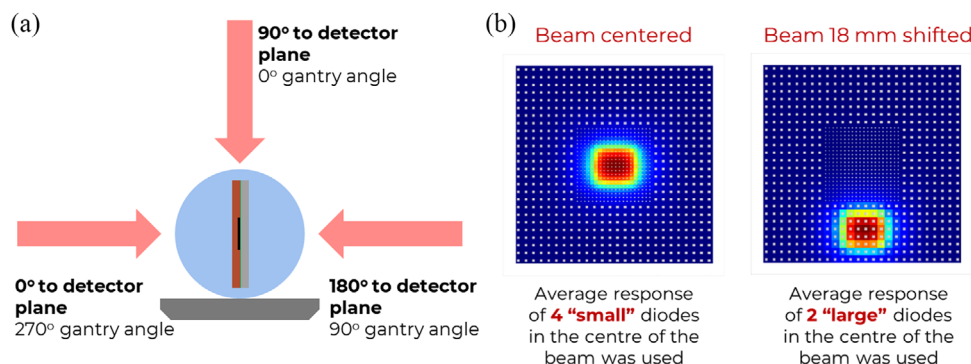 (a)
90° to detector
plane
0° gantry angle
0° to detector
plane
270° gantry angle
180° to detector
plane
90° gantry angle
(b)
Beam centered
Beam 18 mm shifted
Average response
of 4 “small” diodes
in the centre of the
beam was used
Average response
of 2 “large” diodes
in the centre of the
beam was used